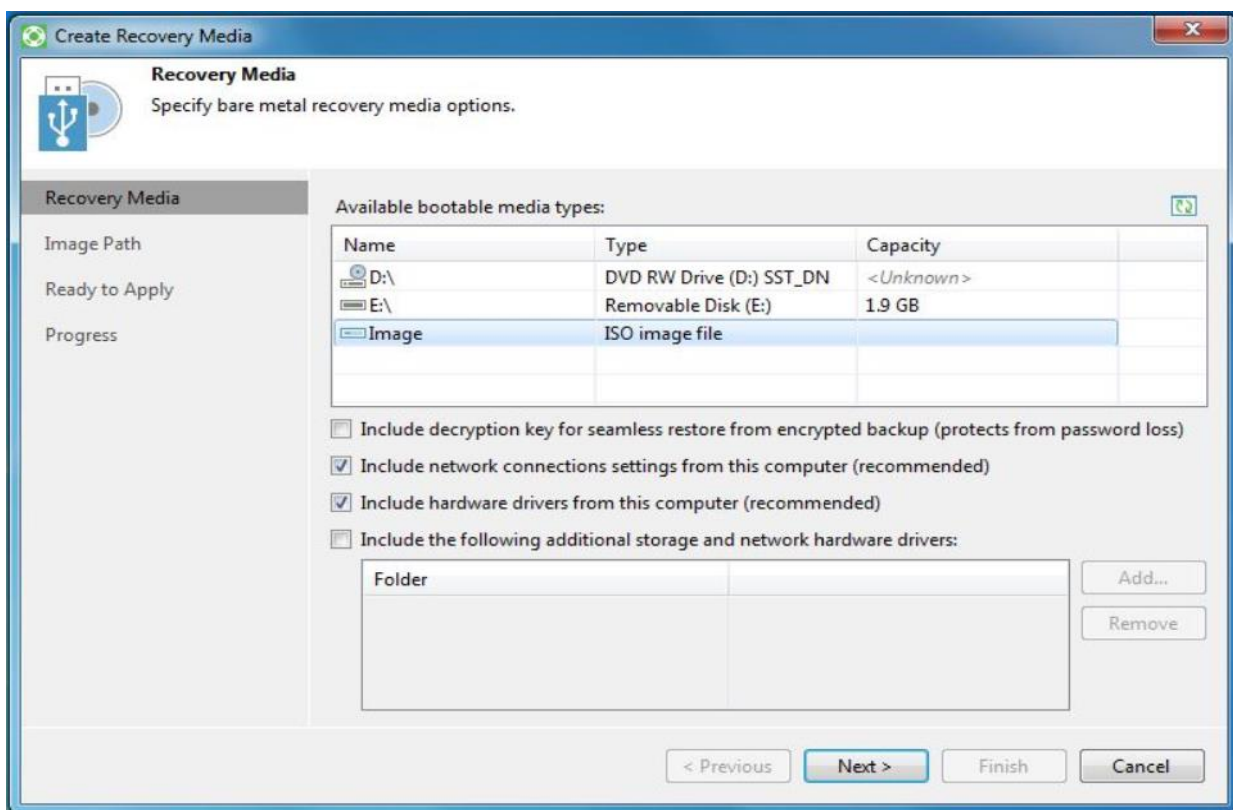 Create Recovery Media
Recovery Media
Specify bare metal recovery media options.
Recovery Media
Image Path
Ready to Apply
Progress
Available bootable media types:
Name Type Capacity
D:\ DVD RW Drive (D:) SST_DN <Unknown>
E:\ Removable Disk (E:) 1.9 GB
Image ISO image file
Include decryption key for seamless restore from encrypted backup (protects from password loss)
Include network connections settings from this computer (recommended)
Include hardware drivers from this computer (recommended)
Include the following additional storage and network hardware drivers:
Folder
Add...
Remove
< Previous Next > Finish Cancel